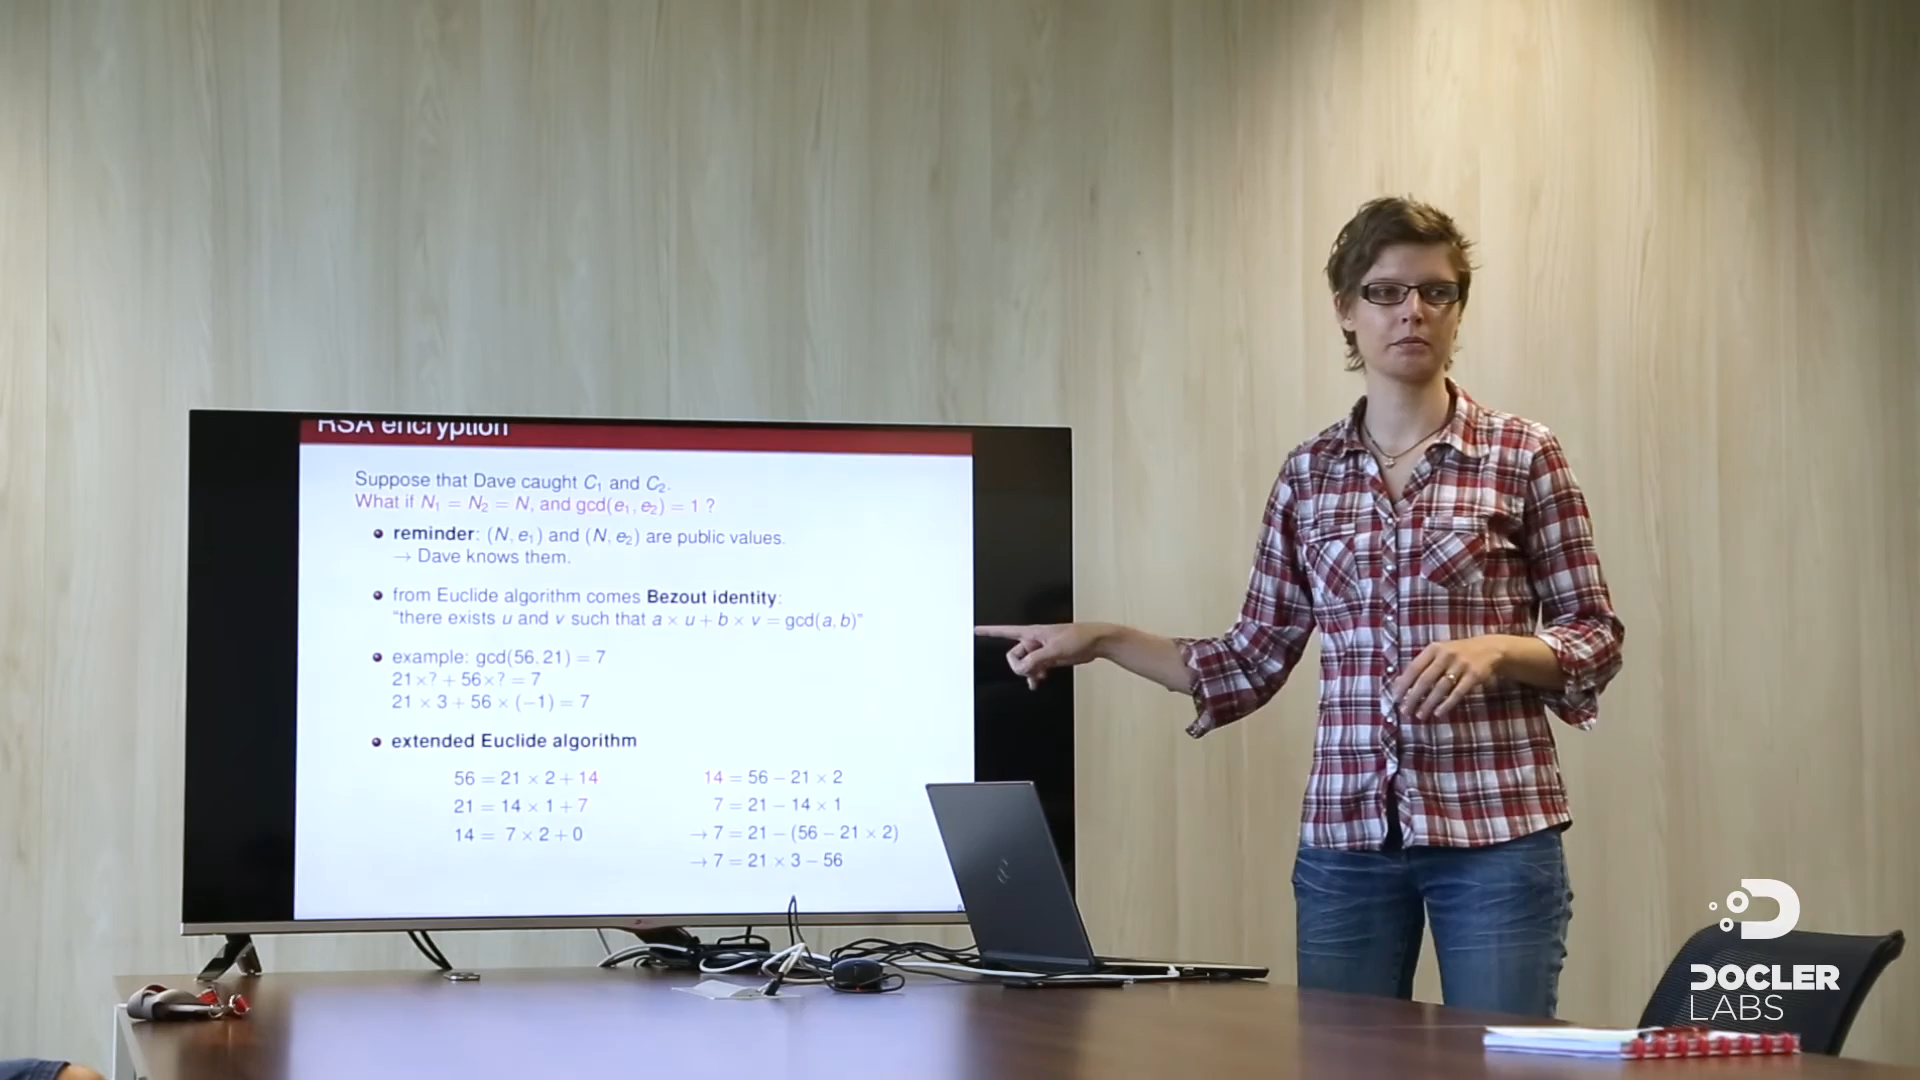 RSA encryption
Suppose that Dave caught C₁ and C₂.
What if N₁ = N₂ = N, and gcd(e₁, e₂) = 1 ?
reminder: (N, e₁) and (N, e₂) are public values.
→ Dave knows them.
from Euclide algorithm comes Bezout identity:
"there exists u and v such that a × u + b × v = gcd(a, b)"
example: gcd(56, 21) = 7
21×? + 56×? = 7
21 × 3 + 56 × (−1) = 7
extended Euclide algorithm
56 = 21 × 2 + 14
21 = 14 × 1 + 7
14 = 7 × 2 + 0
14 = 56 − 21 × 2
7 = 21 − 14 × 1
→ 7 = 21 − (56 − 21 × 2)
→ 7 = 21 × 3 − 56
DOCLER
LABS